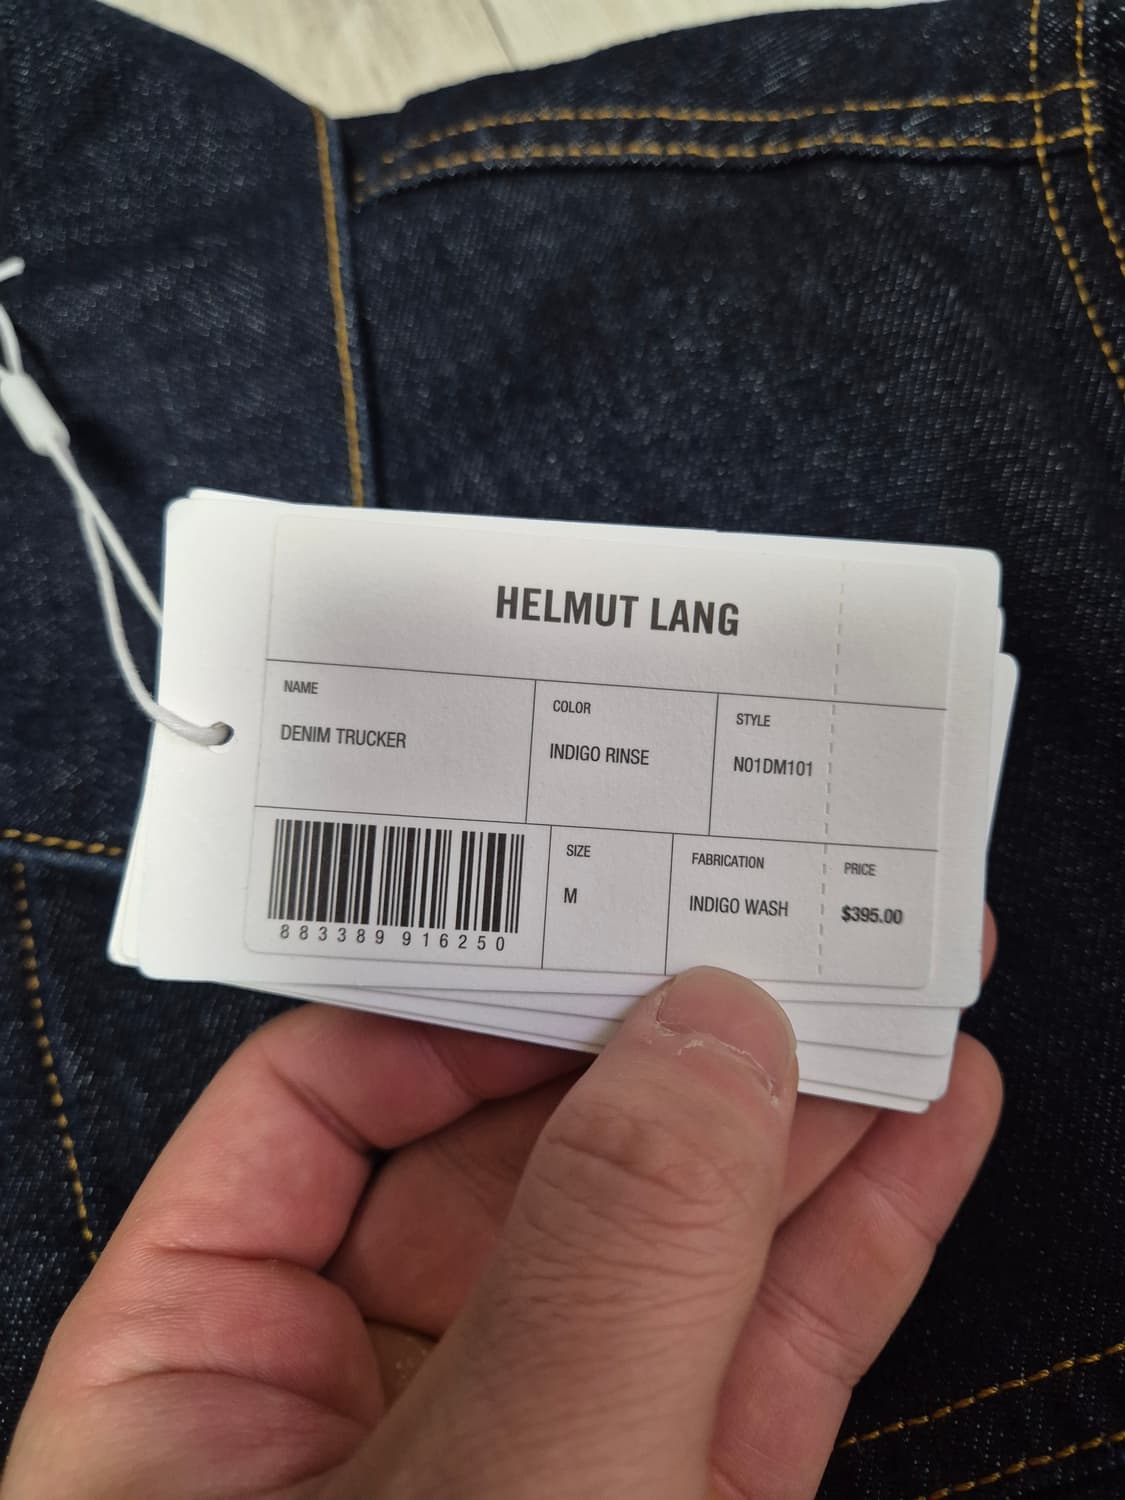 HELMUT LANG
NAME
DENIM TRUCKER
COLOR
INDIGO RINSE
STYLE
N01DM101
883389 916250
SIZE
M
FABRICATION
INDIGO WASH
PRICE
$395.00